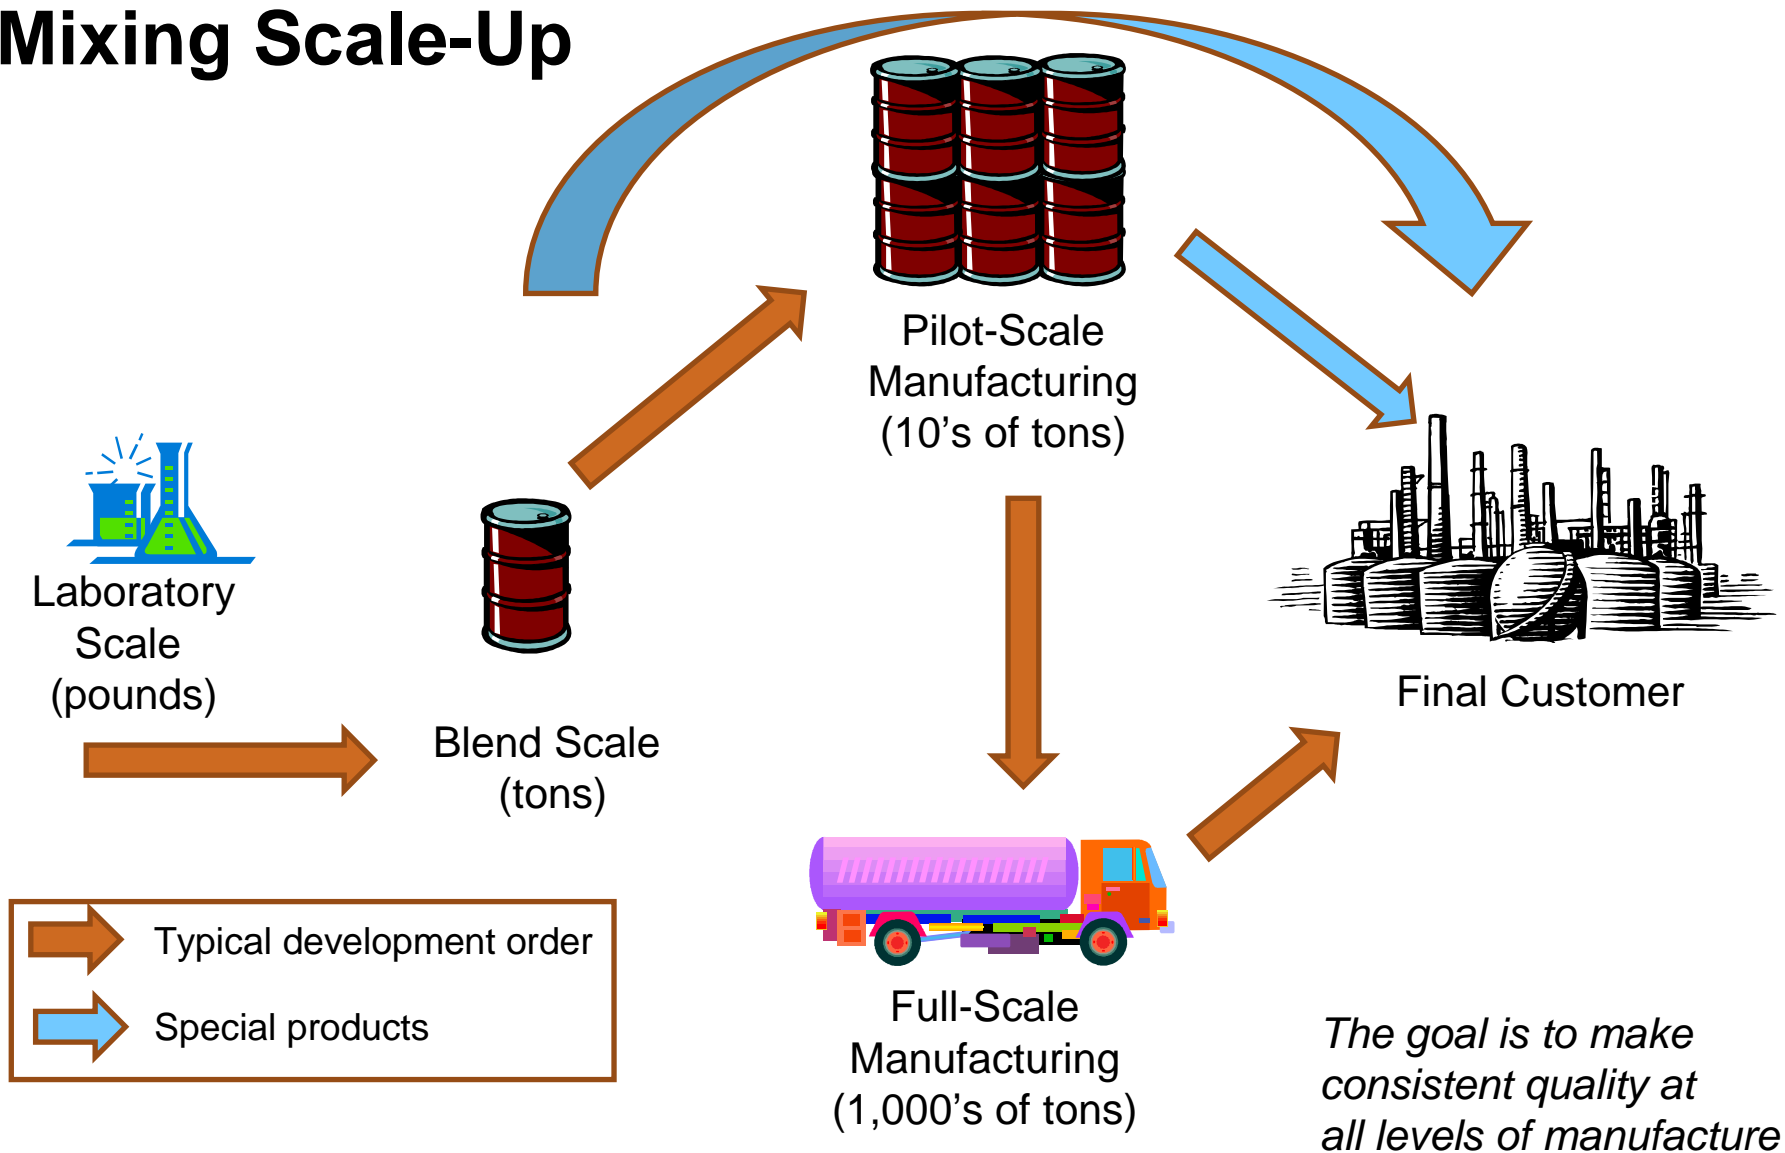 Mixing Scale-Up
Pilot-Scale
Manufacturing
(10’s of tons)
Laboratory
Scale
(pounds)
Blend Scale
(tons)
Final Customer
Typical development order
Special products
Full-Scale
Manufacturing
(1,000’s of tons)
The goal is to make
consistent quality at
all levels of manufacture